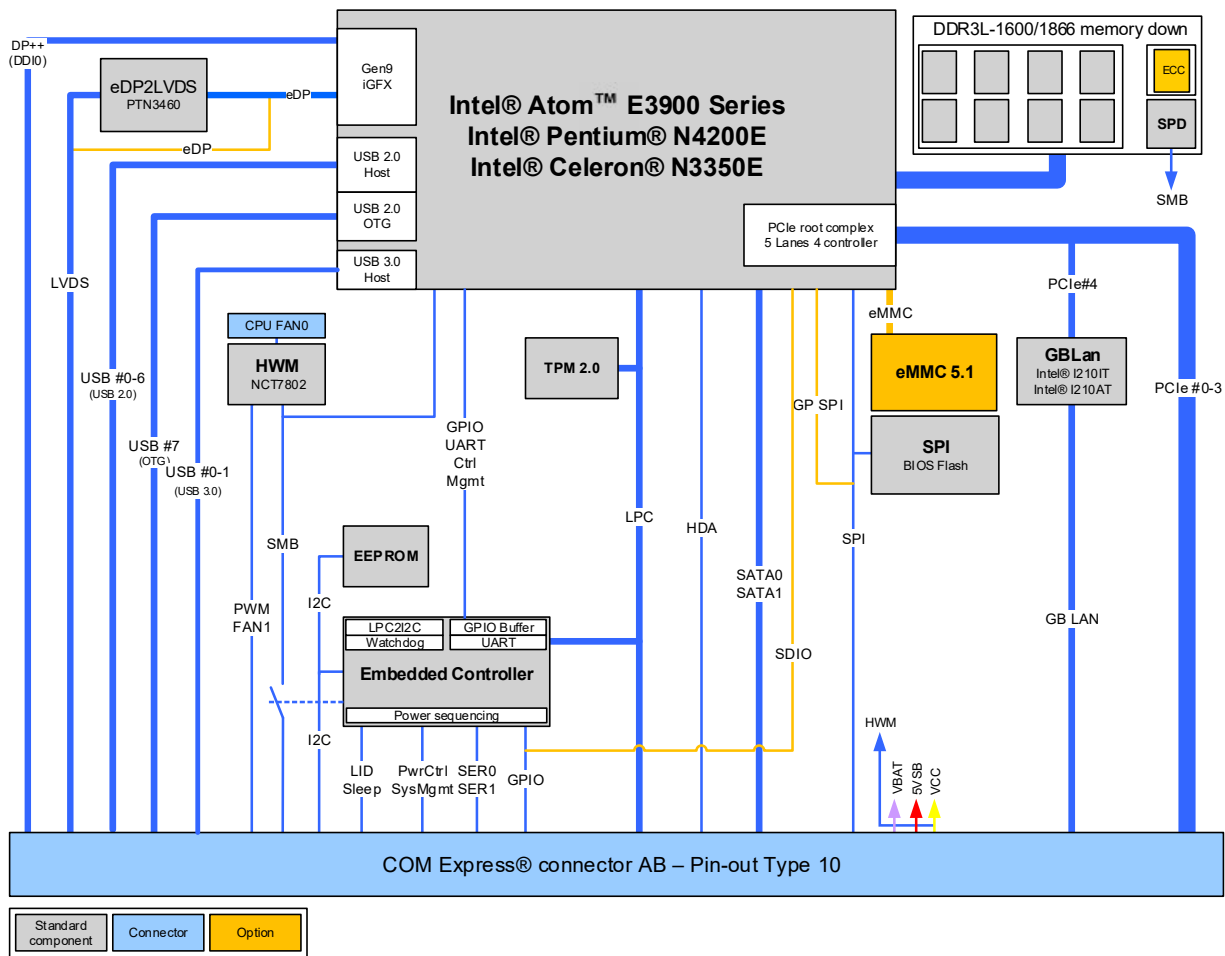 DP++
(DDI0)
eDP2LVDS
PTN3460
eDP
eDP
Gen9
iGFX
USB 2.0
Host
USB 2.0
OTG
USB 3.0
Host
Intel® Atom™ E3900 Series
Intel® Pentium® N4200E
Intel® Celeron® N3350E
PCIe root complex
5 Lanes 4 controller
DDR3L-1600/1866 memory down
ECC
SPD
SMB
LVDS
USB #0-6
(USB 2.0)
USB #7
(OTG)
USB #0-1
(USB 3.0)
CPU FAN0
HWM
NCT7802
GPIO
UART
Ctrl
Mgmt
TPM 2.0
eMMC
eMMC 5.1
GP SPI
SPI
BIOS Flash
PCIe#4
GBLan
Intel® I210IT
Intel® I210AT
PCIe #0-3
SMB
PWM
FAN1
I2C
EEPROM
LPC
HDA
SATA0
SATA1
SPI
SDIO
GB LAN
LPC2I2C
GPIO Buffer
Watchdog
UART
Embedded Controller
Power sequencing
I2C
LID
Sleep
PwrCtrl
SysMgmt
SER0
SER1
GPIO
HWM
VBAT
5VSB
VCC
COM Express® connector AB – Pin-out Type 10
Standard
component
Connector
Option